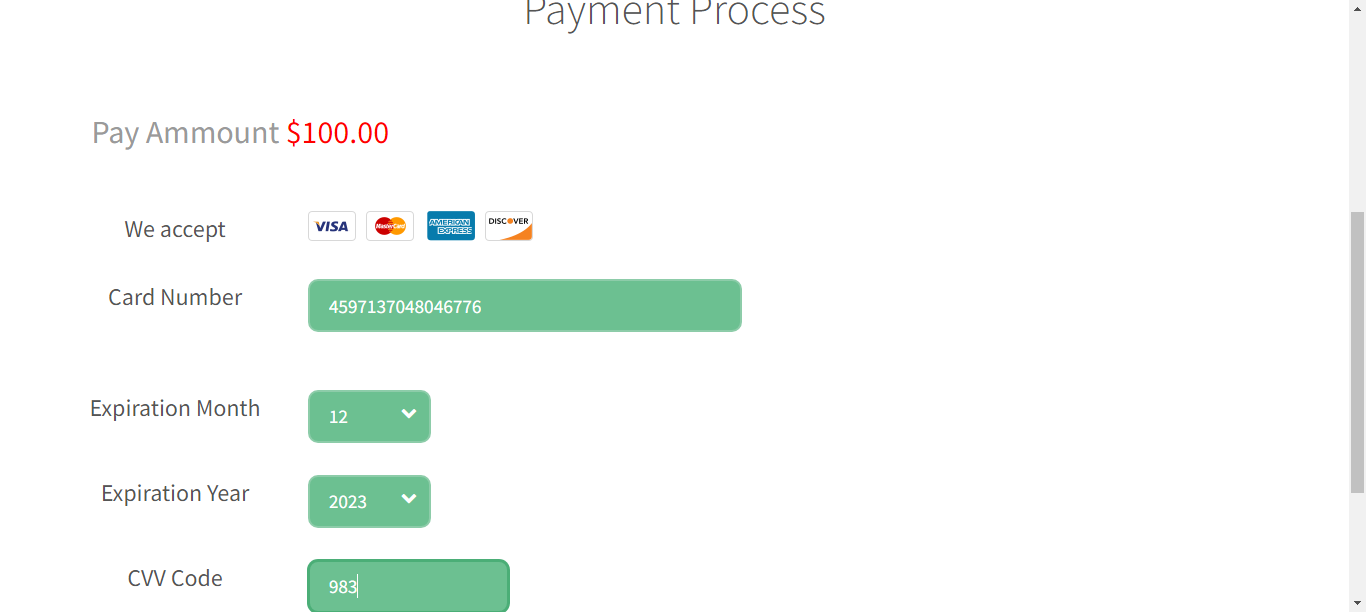 Payment Process
Pay Ammount $100.00
We accept VISA MasterCard AMERICAN EXPRESS DISCOVER
Card Number 4597137048046776
Expiration Month 12
Expiration Year 2023
CVV Code 983